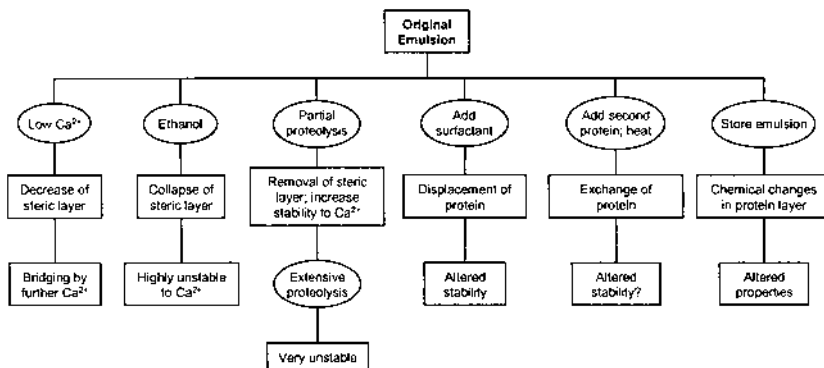 Original
Emulsion
Low Ca²⁺
Ethanol
Partial
proteolysis
Add
surfactant
Add second
protein; heat
Store emulsion
Decrease of
steric layer
Collapse of
steric layer
Removal of steric
layer; increase
stability to Ca²⁺
Displacement of
protein
Exchange of
protein
Chemical changes
in protein layer
Bridging by
further Ca²⁺
Highly unstable
to Ca²⁺
Extensive
proteolysis
Altered
stability
Altered
stability?
Altered
properties
Very unstable